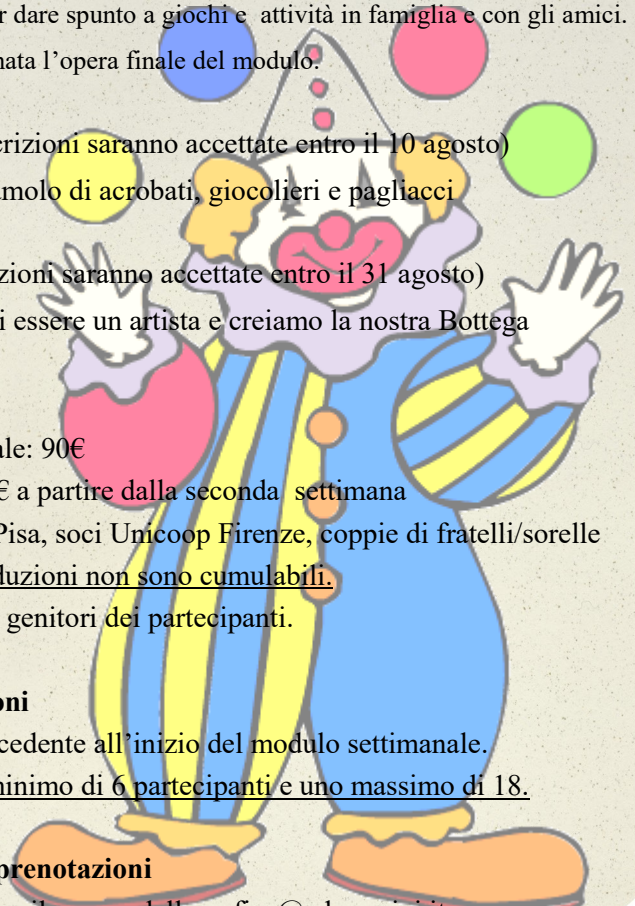 r dare spunto a giochi e attività in famiglia e con gli amici.
nata l’opera finale del modulo.
crizioni saranno accettate entro il 10 agosto)
umolo di acrobati, giocolieri e pagliacci
zioni saranno accettate entro il 31 agosto)
i essere un artista e creiamo la nostra Bottega
ale: 90€
€ a partire dalla seconda settimana
Pisa, soci Unicoop Firenze, coppie di fratelli/sorelle
duzioni non sono cumulabili.
genitori dei partecipanti.
oni
cedente all’inizio del modulo settimanale.
minimo di 6 partecipanti e uno massimo di 18.
prenotazioni